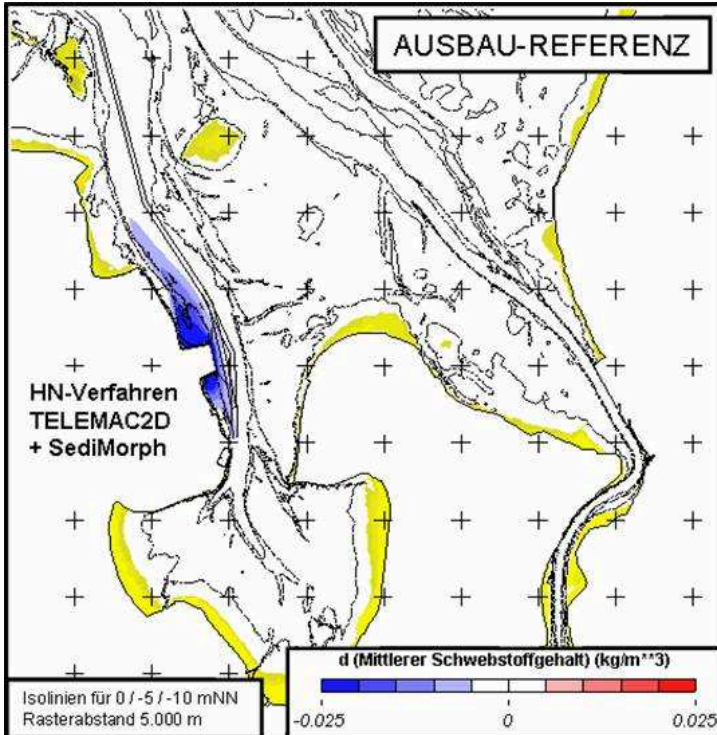 AUSBAU-REFERENZ
HN-Verfahren
TELEMAC2D
+ SediMorph
d (Mittlerer Schwebstoffgehalt) (kg/m**3)
-0.025 0 0.025
Isolinien für 0 / -5 / -10 mNN
Rasterabstand 5.000 m